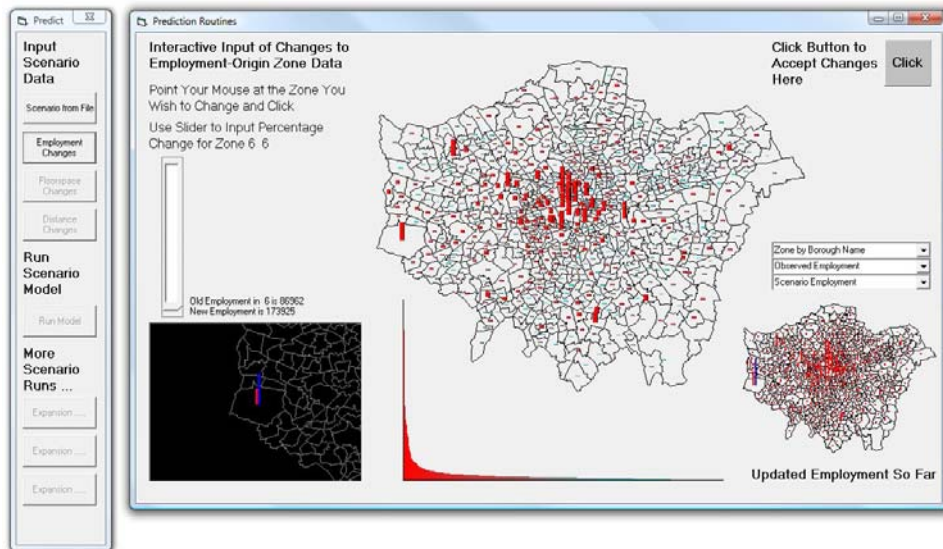 Predict
Input
Scenario
Data
Scenario from File
Employment
Changes
Floorspace
Changes
Distance
Changes
Run
Scenario
Model
Run Model
More
Scenario
Runs ...
Expansion .....
Expansion .....
Expansion .....
Prediction Routines
Interactive Input of Changes to
Employment-Origin Zone Data
Point Your Mouse at the Zone You
Wish to Change and Click
Use Slider to Input Percentage
Change for Zone 6 6
Old Employment in 6 is 86962
New Employment is 173925
Click Button to
Accept Changes
Here
Click
Zone by Borough Name
Observed Employment
Scenario Employment
Updated Employment So Far